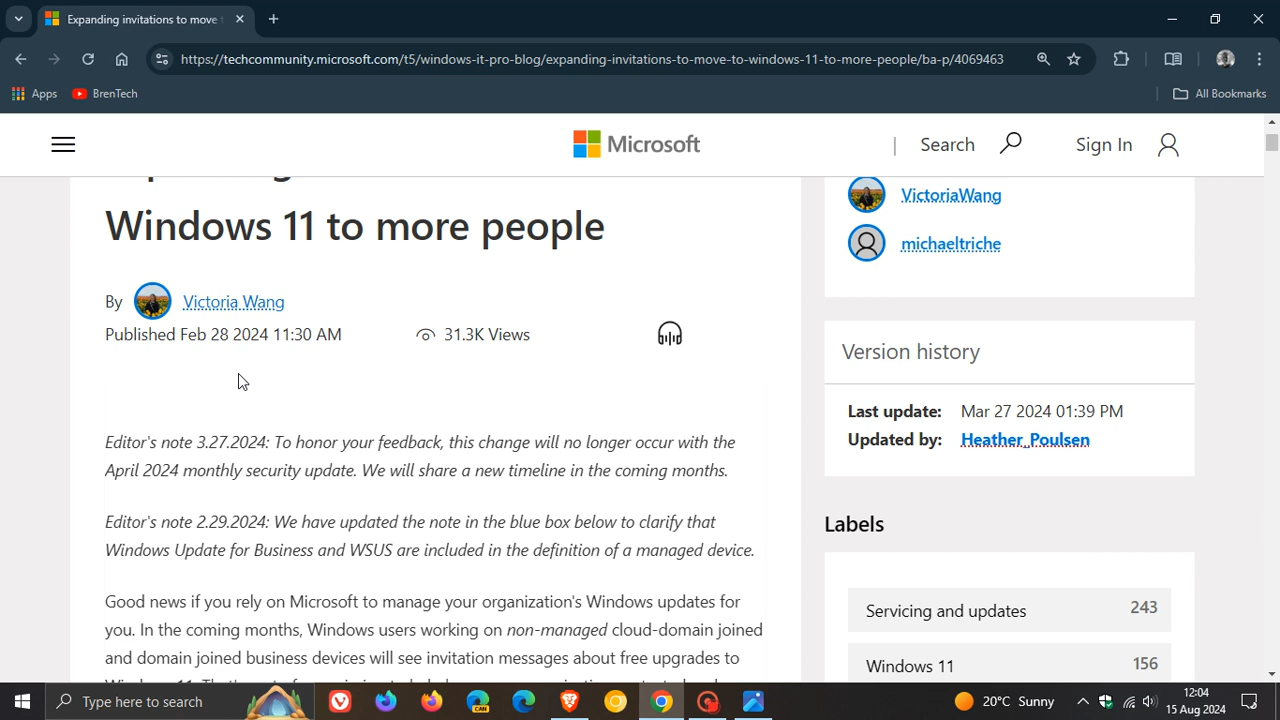 Expanding invitations to move
https://techcommunity.microsoft.com/t5/windows-it-pro-blog/expanding-invitations-to-move-to-windows-11-to-more-people/ba-p/4069463
Apps
BrenTech
All Bookmarks
Microsoft
Search
Sign In
Windows 11 to more people
By Victoria Wang
Published Feb 28 2024 11:30 AM
31.3K Views
Editor's note 3.27.2024: To honor your feedback, this change will no longer occur with the
April 2024 monthly security update. We will share a new timeline in the coming months.
Editor's note 2.29.2024: We have updated the note in the blue box below to clarify that
Windows Update for Business and WSUS are included in the definition of a managed device.
Good news if you rely on Microsoft to manage your organization's Windows updates for
you. In the coming months, Windows users working on non-managed cloud-domain joined
and domain joined business devices will see invitation messages about free upgrades to
VictoriaWang
michaeltriche
Version history
Last update: Mar 27 2024 01:39 PM
Updated by: Heather_Poulsen
Labels
Servicing and updates 243
Windows 11 156
Type here to search
CAN
20°C Sunny
12:04
15 Aug 2024